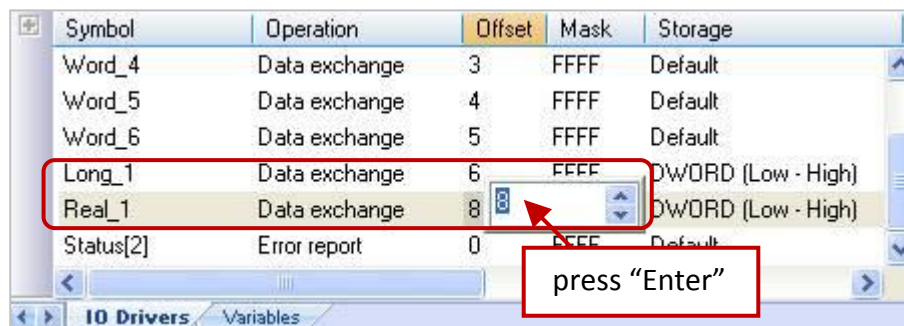 Symbol Operation Offset Mask Storage
Word_4 Data exchange 3 FFFF Default
Word_5 Data exchange 4 FFFF Default
Word_6 Data exchange 5 FFFF Default
Long_1 Data exchange 6 FFFF DWORD (Low - High)
Real_1 Data exchange 8 8 DWORD (Low - High)
Status[2] Error report 0 FFFF Default
press “Enter”
IO Drivers Variables